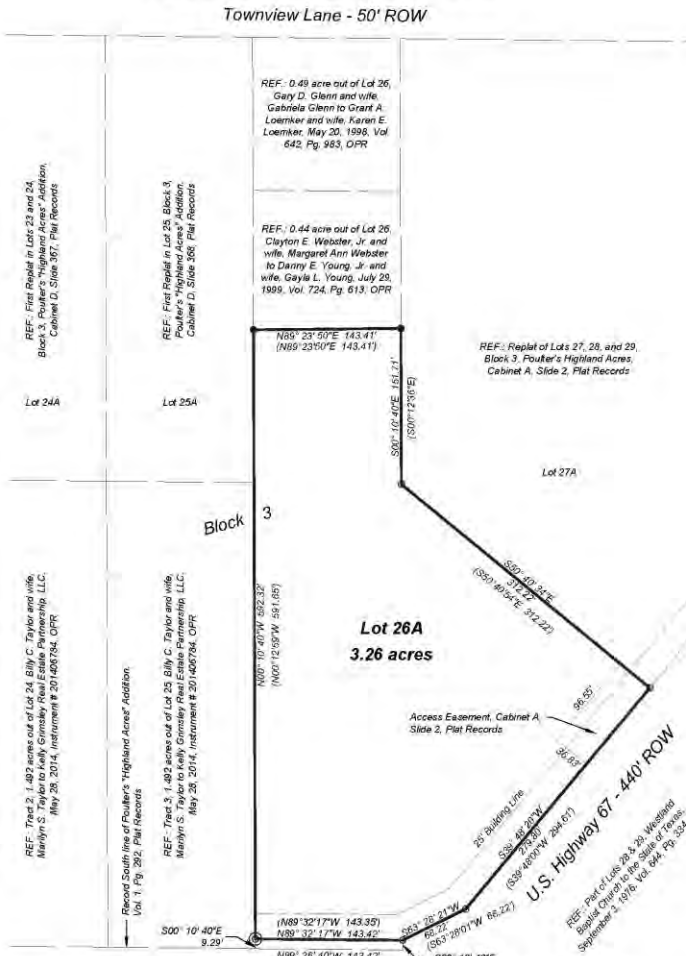 Townview Lane - 50' ROW
REF.: 0.49 acre out of Lot 26,
Gary D. Glenn and wife,
Gabriela Glenn to Grant A.
Loemker and wife, Karen E.
Loemker, May 20, 1998, Vol.
642, Pg. 983, OPR
REF.: First Replat in Lots 23 and 24,
Block 3, Poulter's "Highland Acres" Addition,
Cabinet D, Slide 367, Plat Records
REF.: First Replat in Lot 25, Block 3,
Poulter's "Highland Acres" Addition,
Cabinet D, Slide 368, Plat Records
REF.: 0.44 acre out of Lot 26,
Clayton E. Webster, Jr. and
wife, Margaret Ann Webster
to Danny E. Young, Jr. and
wife, Gayla L. Young, July 29,
1999, Vol. 724, Pg. 613, OPR
N89° 23' 50"E 143.41'
(N89°23'50"E 143.41')
REF.: Replat of Lots 27, 28, and 29,
Block 3, Poulter's Highland Acres,
Cabinet A, Slide 2, Plat Records
Lot 24A
Lot 25A
S00° 10' 40"E 151.21'
(S00°12'36"E)
Lot 27A
Block 3
S50° 40' 34"E
312.22'
(S50°40'54"E 312.22')
N00° 10' 40"W 592.32'
(N00°12'59"W 591.65')
Lot 26A
3.26 acres
REF.: Tract 2, 1.492 acres out of Lot 24, Billy C. Taylor and wife,
Marilyn S. Taylor to Kelly Grimsley Real Estate Partnership, LLC,
May 28, 2014, Instrument # 201406784, OPR
REF.: Tract 3, 1.492 acres out of Lot 25, Billy C. Taylor and wife,
Marilyn S. Taylor to Kelly Grimsley Real Estate Partnership, LLC,
May 28, 2014, Instrument # 201406784, OPR
Record South line of Poulter's "Highland Acres" Addition,
Vol. 1, Pg. 292, Plat Records
96.55'
Access Easement, Cabinet A,
Slide 2, Plat Records
36.83'
25' Building Line
S39° 48' 28"W
279.80'
(S39°48'00"W 294.61')
U.S. Highway 67 - 440' ROW
REF.: Part of Lots 28 & 29, Westland
Baptist Church to the State of Texas,
September 3, 1976, Vol. 644, Pg. 334
S63° 28' 21"W
66.22'
(S63°28'01"W 66.22')
(N89°32'17"W 143.35')
N89° 32' 17"W 143.42'
S00° 10' 40"E
9.29'